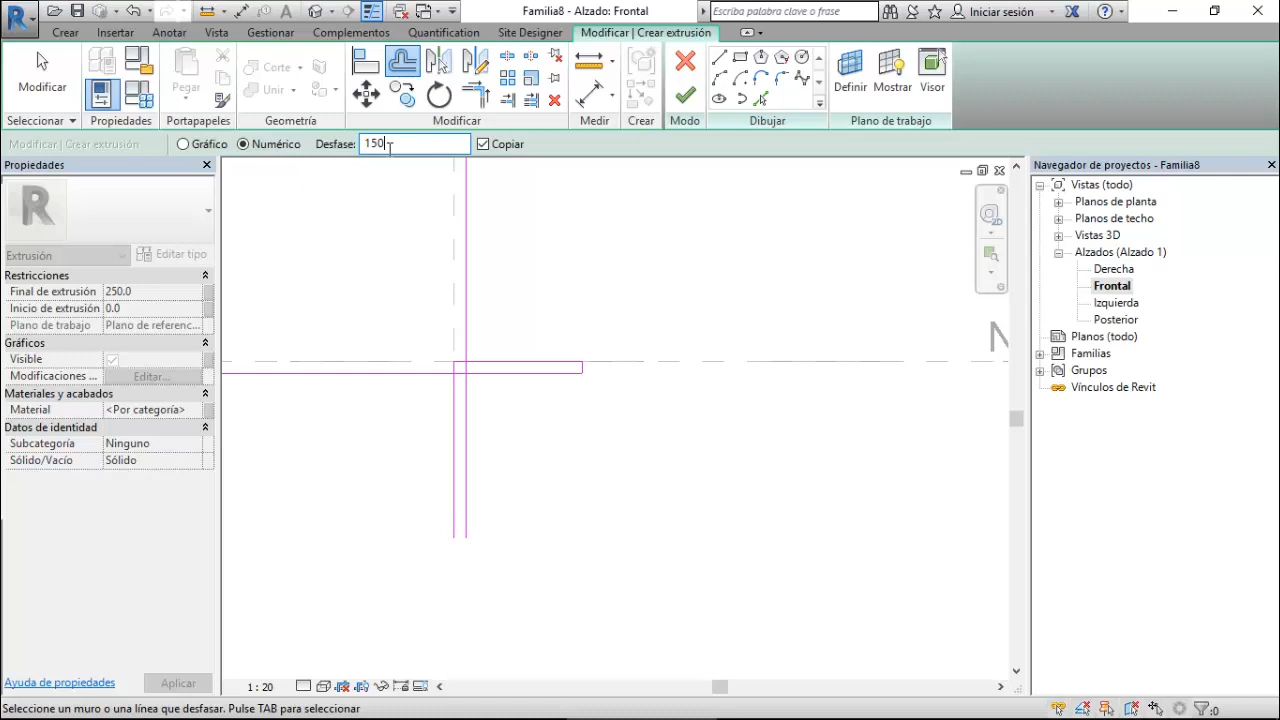 Familia8 - Alzado: Frontal
Escriba palabra clave o frase
Iniciar sesión
Crear Insertar Anotar Vista Gestionar Complementos Quantification Site Designer Modificar | Crear extrusión
Modificar
Pegar
Corte
Unir
Definir Mostrar Visor
Seleccionar Propiedades Portapapeles Geometría Modificar Medir Crear Modo Dibujar Plano de trabajo
Modificar | Crear extrusión Gráfico Numérico Desfase: 150 Copiar
Propiedades
Extrusión Editar tipo
Restricciones
Final de extrusión 250.0
Inicio de extrusión 0.0
Plano de trabajo Plano de referenc...
Gráficos
Visible
Modificaciones ... Editar...
Materiales y acabados
Material <Por categoría>
Datos de identidad
Subcategoría Ninguno
Sólido/Vacío Sólido
Ayuda de propiedades Aplicar
2D
N
Navegador de proyectos - Familia8
Vistas (todo)
Planos de planta
Planos de techo
Vistas 3D
Alzados (Alzado 1)
Derecha
Frontal
Izquierda
Posterior
Planos (todo)
Familias
Grupos
Vínculos de Revit
1 : 20
Seleccione un muro o una línea que desfasar. Pulse TAB para seleccionar
:0